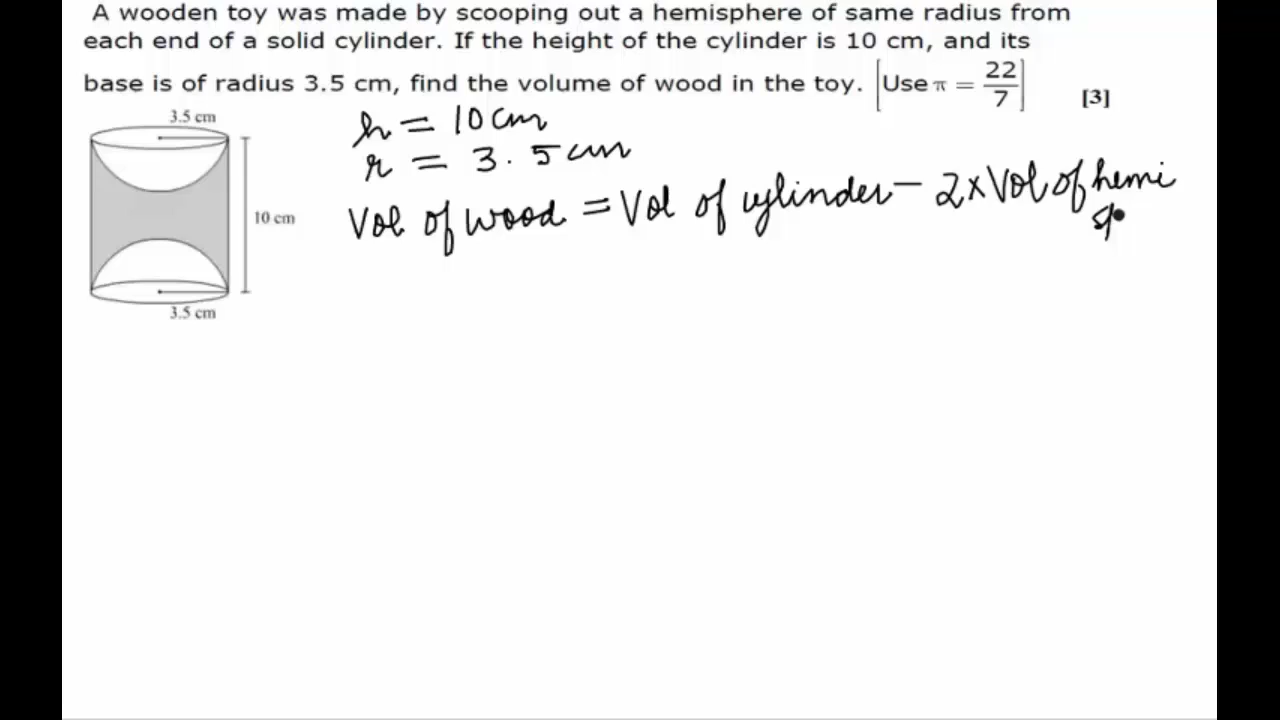 A wooden toy was made by scooping out a hemisphere of same radius from
each end of a solid cylinder. If the height of the cylinder is 10 cm, and its
base is of radius 3.5 cm, find the volume of wood in the toy. [Use π = 22/7]
[3]
3.5 cm
10 cm
3.5 cm
h = 10 cm
r = 3.5 cm
Vol of wood = Vol of cylinder − 2 × Vol of hemi
sp